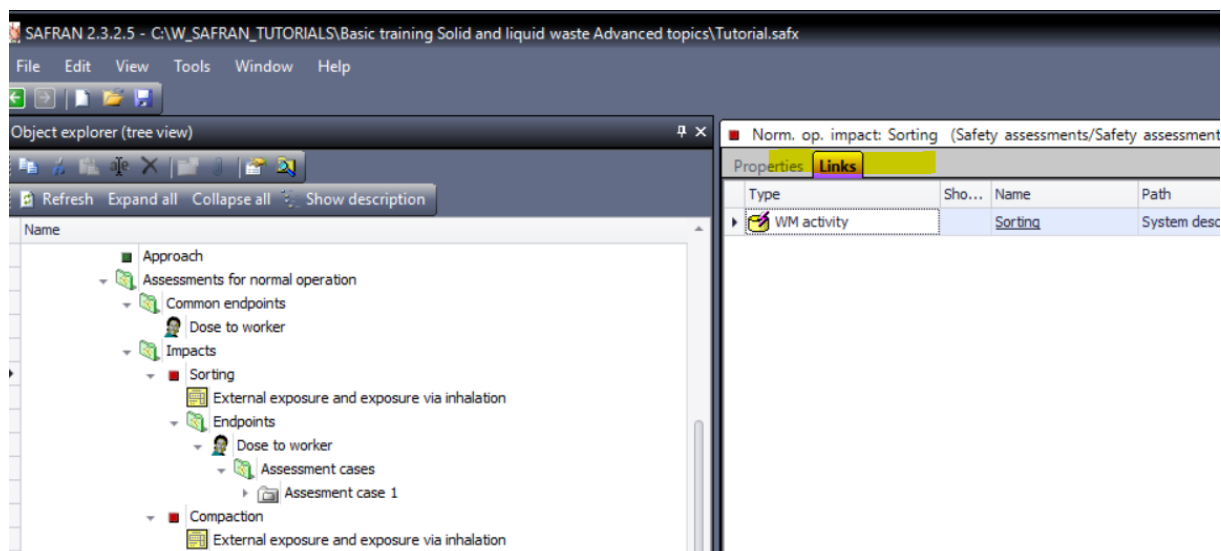 SAFRAN 2.3.2.5 - C:\W_SAFRAN_TUTORIALS\Basic training Solid and liquid waste Advanced topics\Tutorial.safx
File Edit View Tools Window Help
Object explorer (tree view)
Refresh Expand all Collapse all Show description
Name
Approach
Assessments for normal operation
Common endpoints
Dose to worker
Impacts
Sorting
External exposure and exposure via inhalation
Endpoints
Dose to worker
Assessment cases
Assesment case 1
Compaction
External exposure and exposure via inhalation
Norm. op. impact: Sorting (Safety assessments/Safety assessment
Properties Links
Type Sho... Name Path
WM activity Sorting System desc